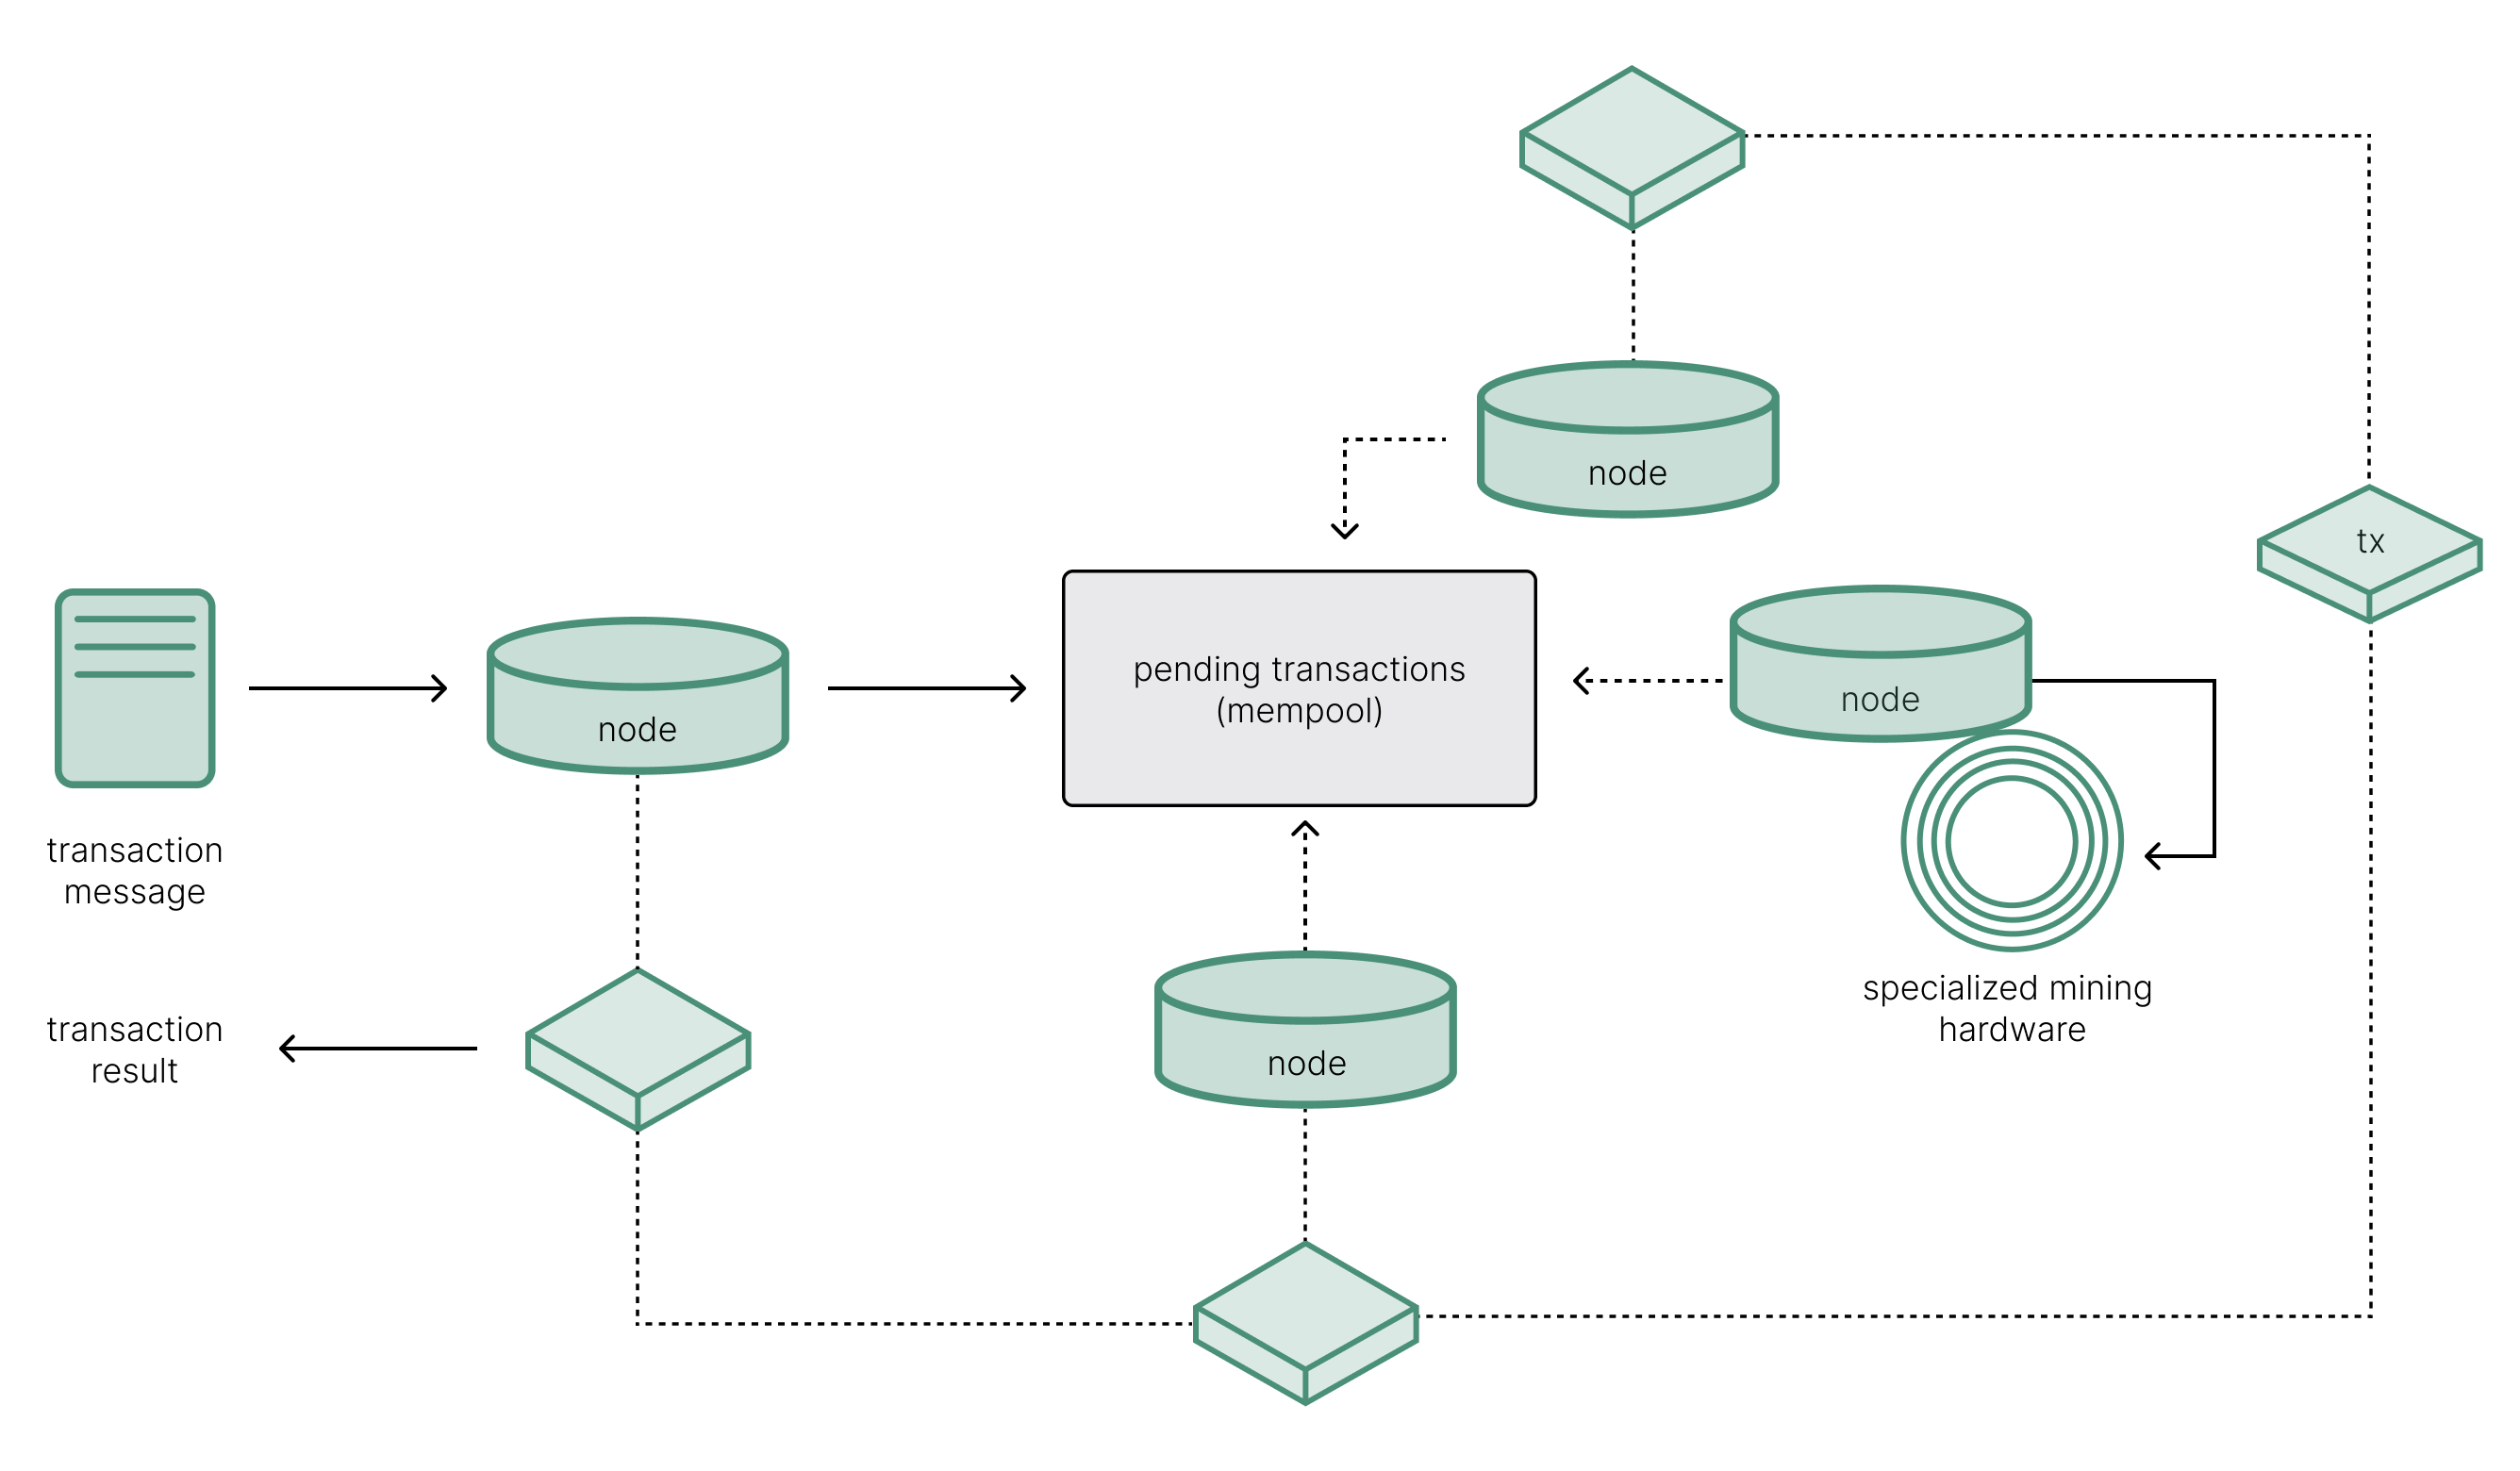 node
tx
pending transactions
(mempool)
node
node
transaction
message
specialized mining
hardware
transaction
result
node